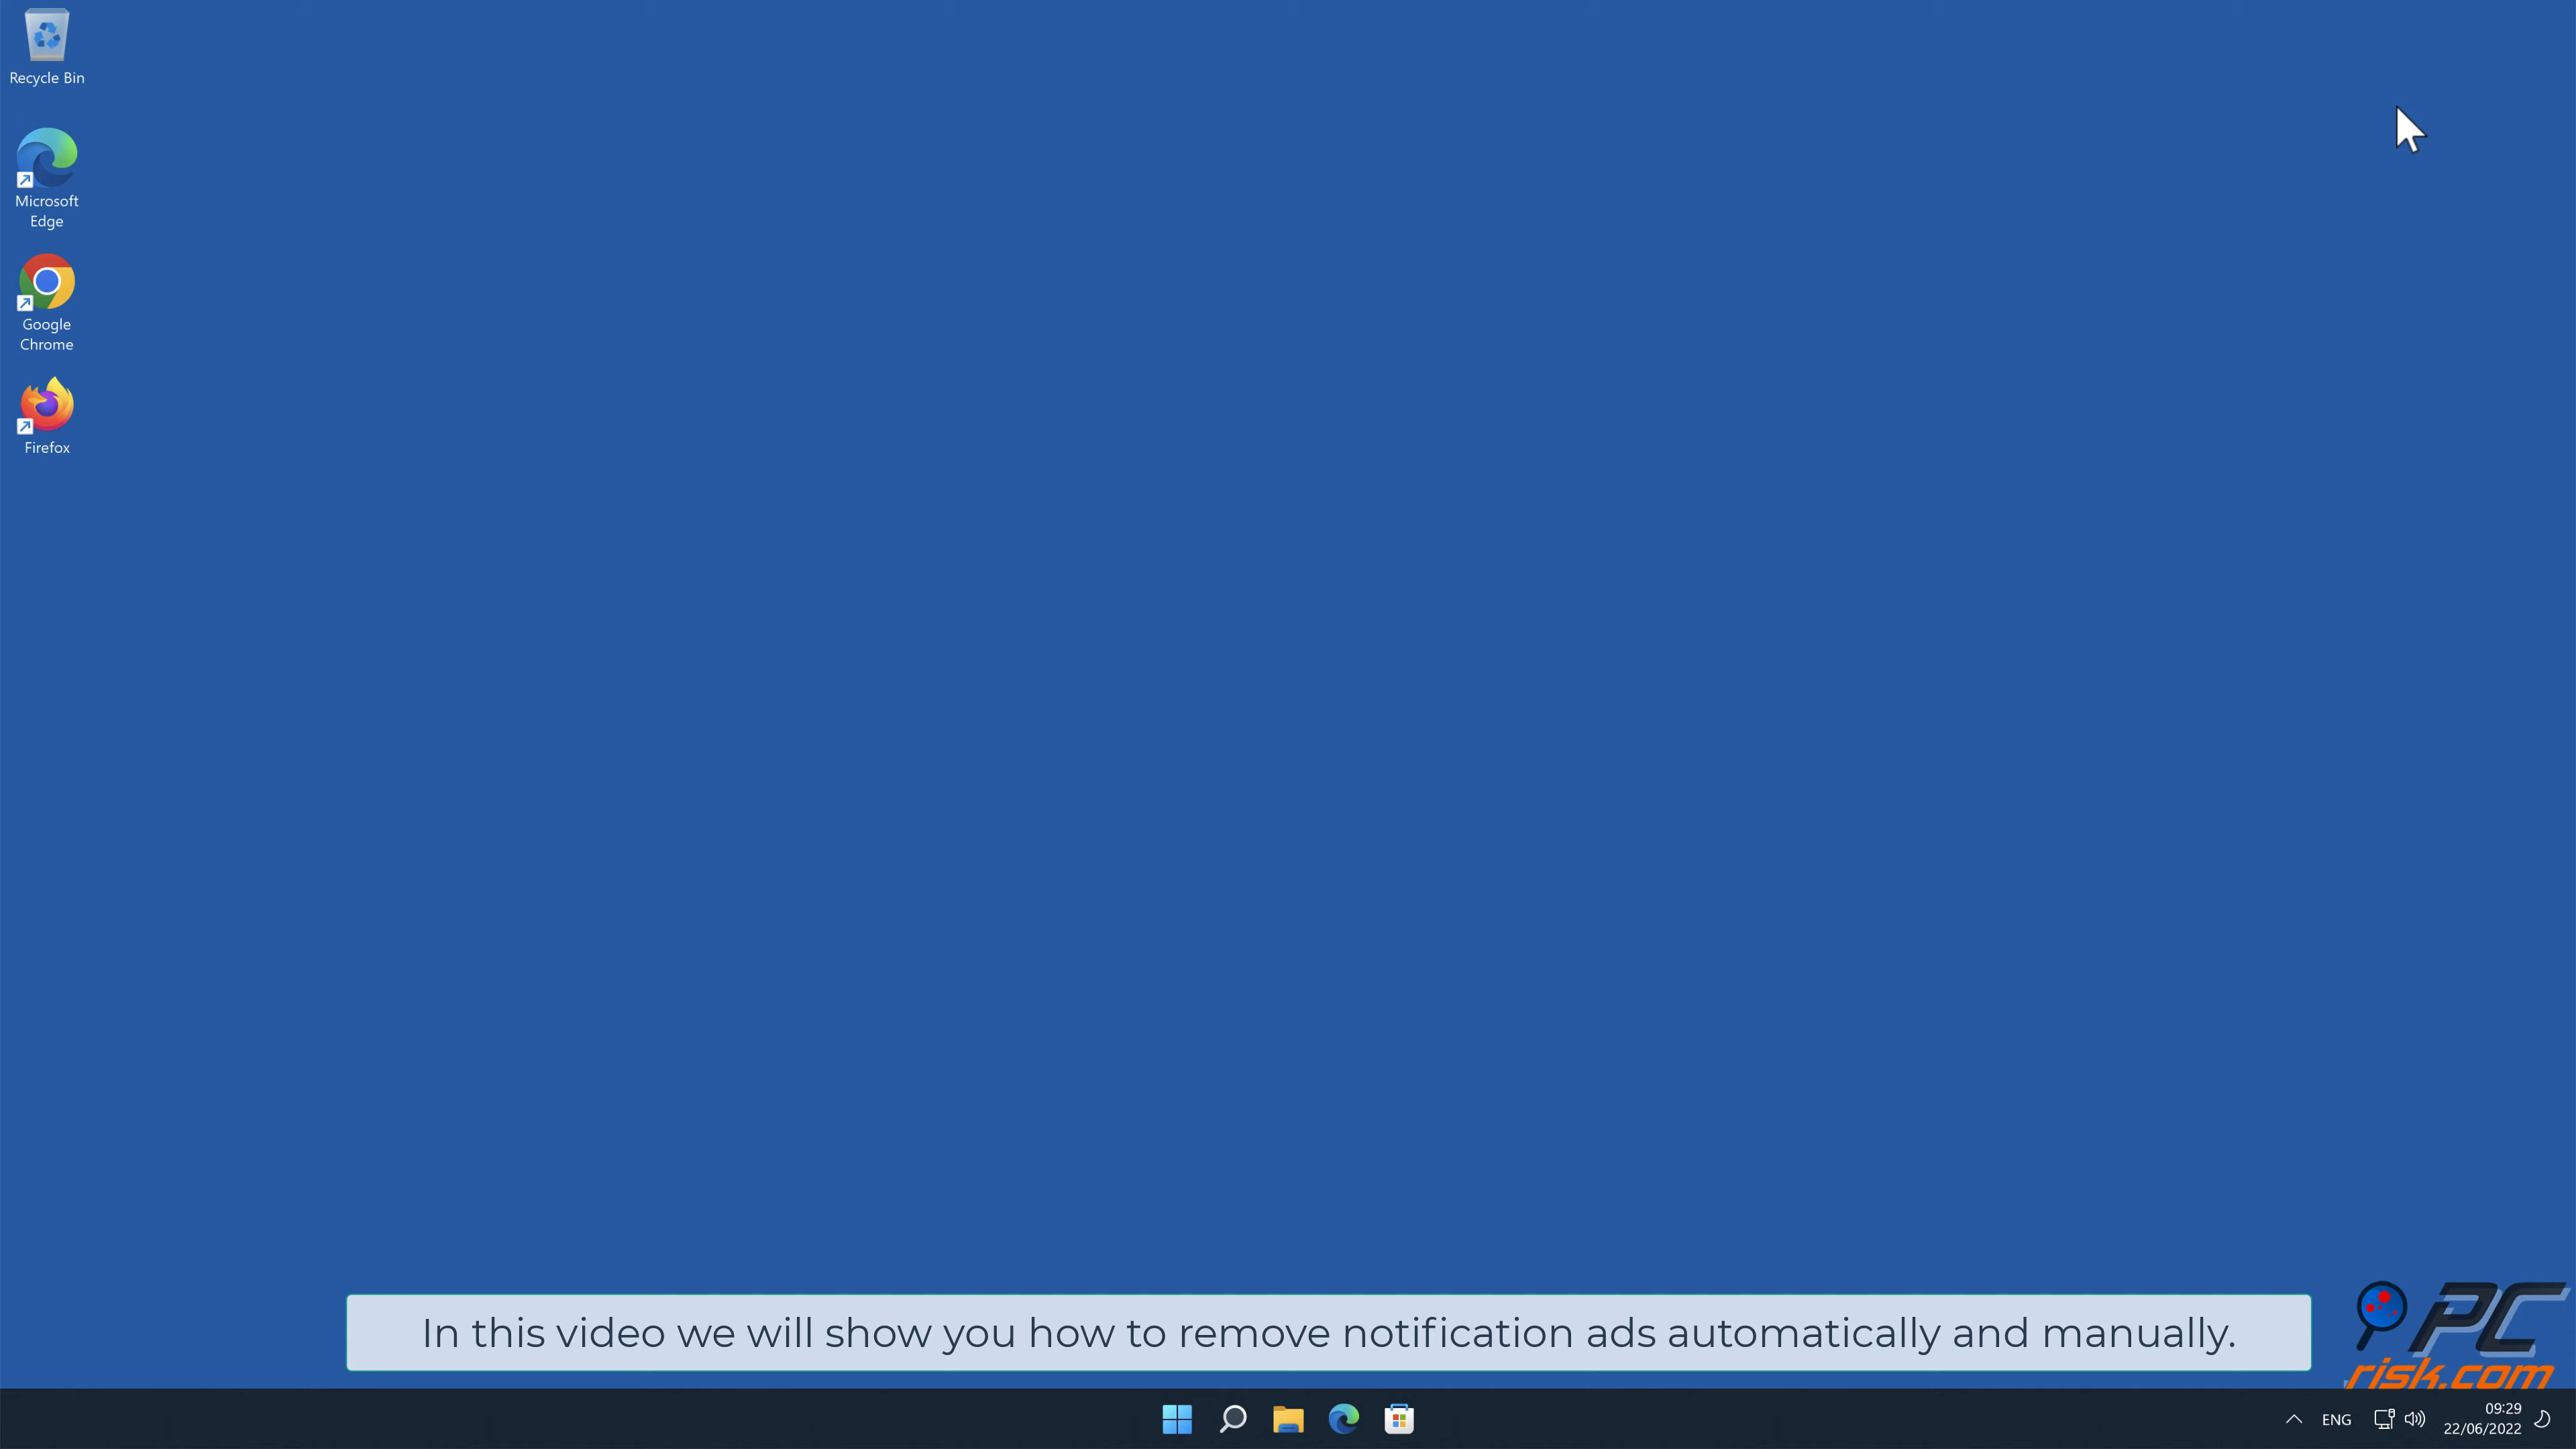 Recycle Bin
Microsoft
Edge
Google
Chrome
Firefox
In this video we will show you how to remove notification ads automatically and manually.
PC
risk.com
ENG
09:29
22/06/2022